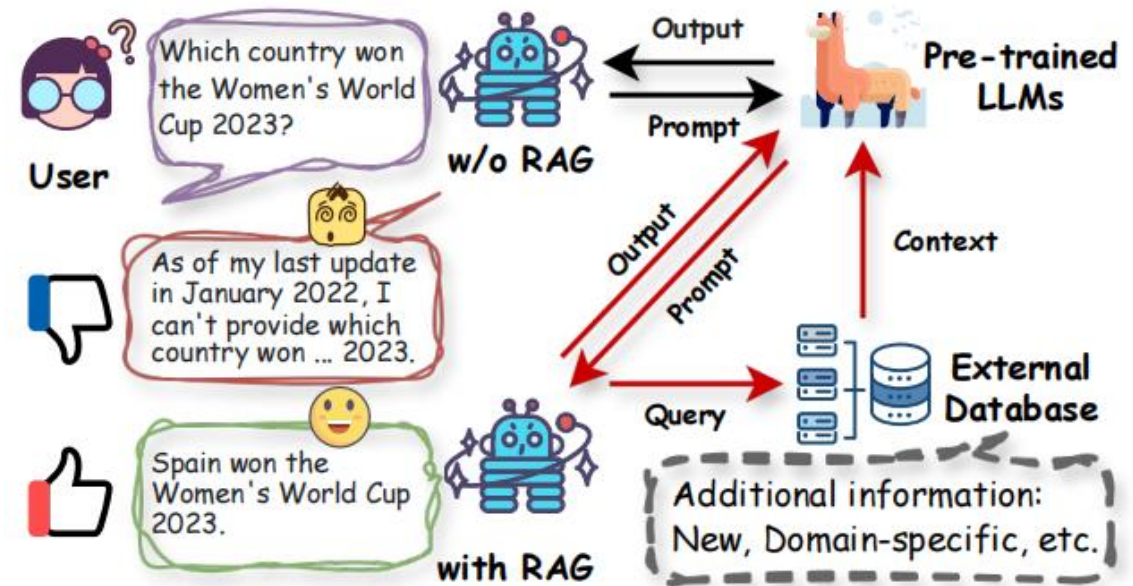 Which country won
the Women's World
Cup 2023?
User
w/o RAG
Output
Prompt
Pre-trained
LLMs
As of my last update
in January 2022, I
can't provide which
country won ... 2023.
Output
Prompt
Context
Query
External
Database
Spain won the
Women's World Cup
2023.
with RAG
Additional information:
New, Domain-specific, etc.